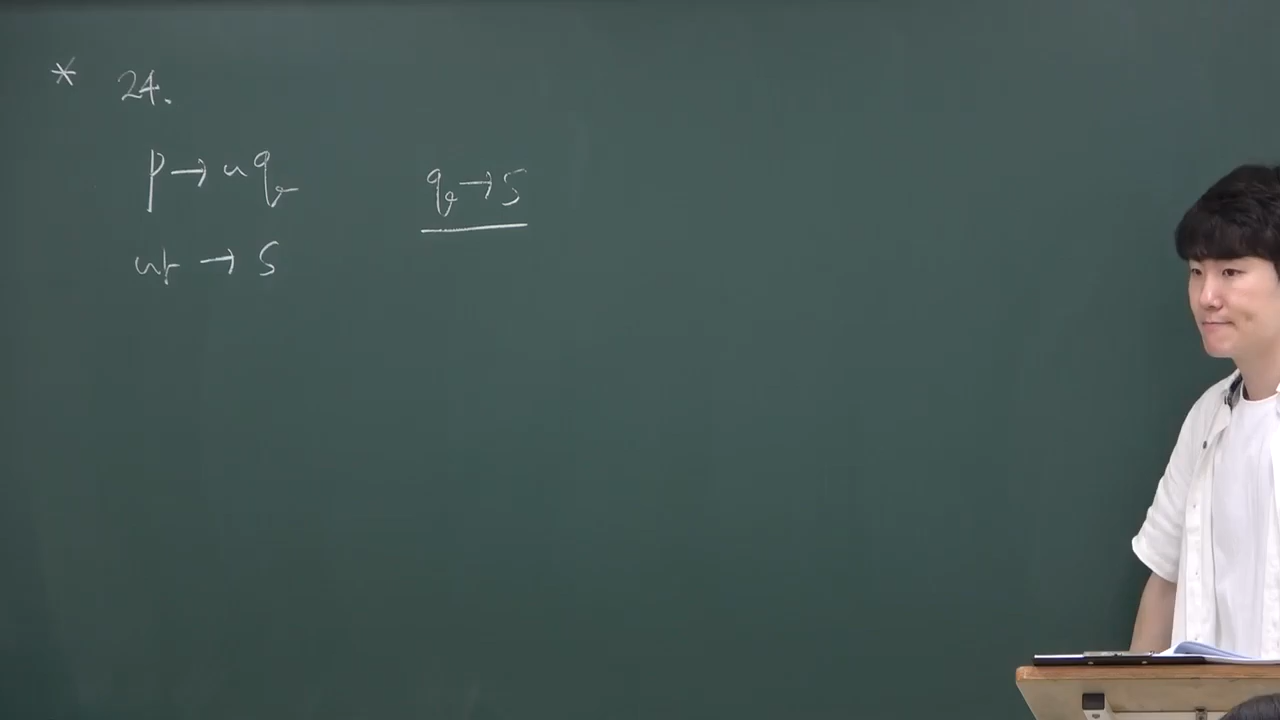 * 24.
p → ~q
~r → s
q → s